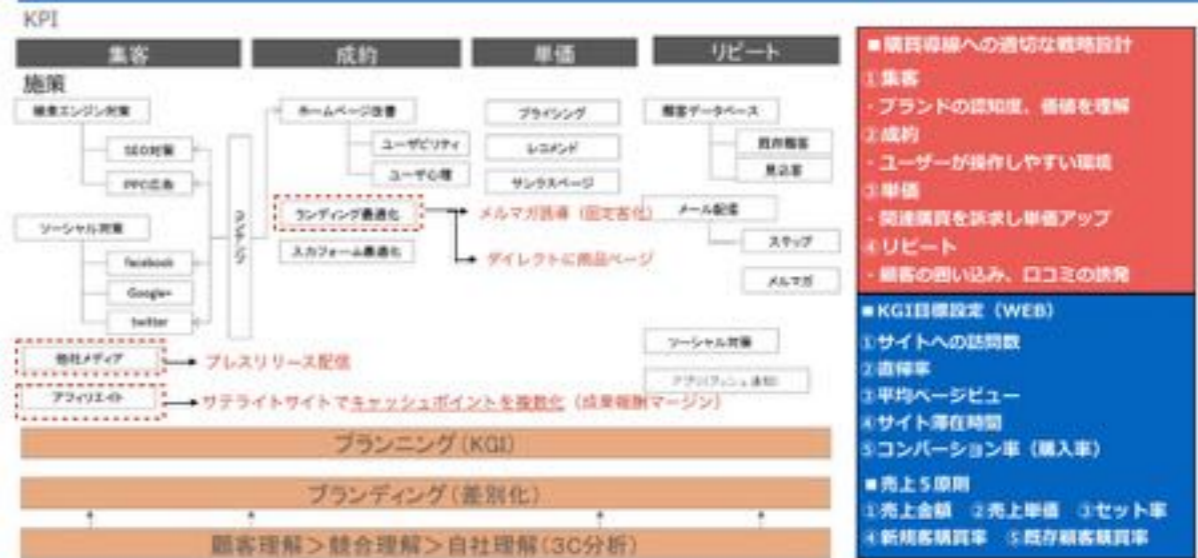 KPI
集客
成約
単価
リピート
施策
検索エンジン対策
SEO対策
PPC広告
ソーシャル対策
facebook
Google+
twitter
他社メディア
アフィリエイト
コンテンツ
ホームページ改善
ユーザビリティ
ユーザ心理
ランディング最適化
入力フォーム最適化
プライシング
レコメンド
サンクスページ
メルマガ誘導（固定客化）
ダイレクトに商品ページ
顧客データベース
既存顧客
見込客
メール配信
ステップ
メルマガ
ソーシャル対策
アプリ(プッシュ通知)
プレスリリース配信
サテライトサイトでキャッシュポイントを複数化（成果報酬マージン）
プランニング(KGI)
ブランディング(差別化)
顧客理解＞競合理解＞自社理解(3C分析)
■購買導線への適切な戦略設計
①集客
・ブランドの認知度、価値を理解
②成約
・ユーザーが操作しやすい環境
③単価
・関連購買を訴求し単価アップ
④リピート
・顧客の囲い込み、口コミの誘発
■KGI目標設定（WEB）
①サイトへの訪問数
②直帰率
③平均ページビュー
④サイト滞在時間
⑤コンバーション率（購入率）
■売上５原則
①売上金額　②売上単価　③セット率
④新規客購買率　⑤既存顧客購買率